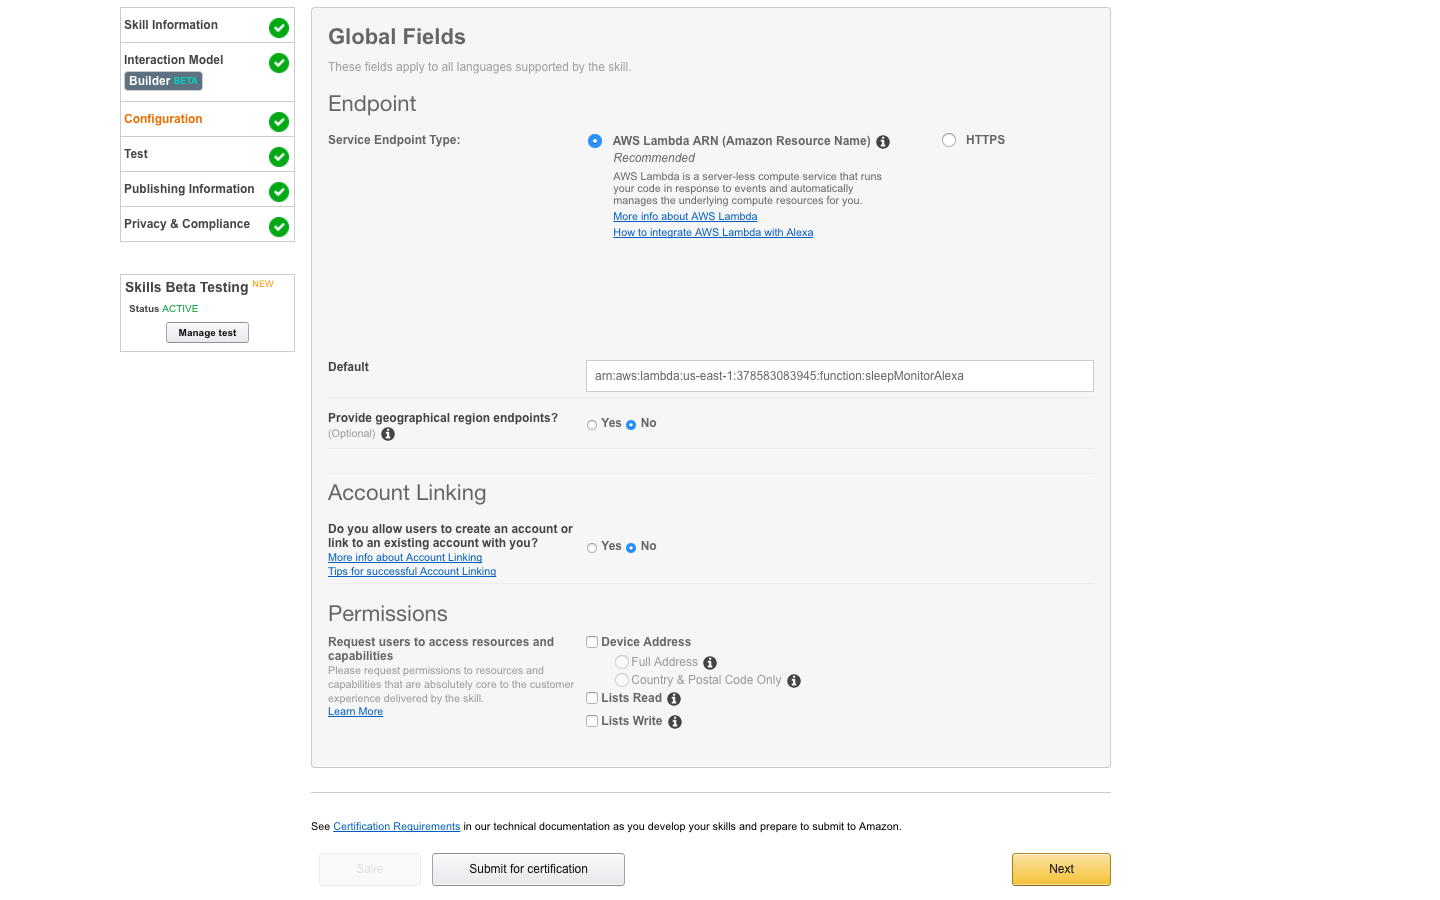 Skill Information
Interaction Model
Builder BETA
Configuration
Test
Publishing Information
Privacy & Compliance
Skills Beta Testing NEW
Status ACTIVE
Manage test
Global Fields
These fields apply to all languages supported by the skill.
Endpoint
Service Endpoint Type:
AWS Lambda ARN (Amazon Resource Name)
HTTPS
Recommended
AWS Lambda is a server-less compute service that runs
your code in response to events and automatically
manages the underlying compute resources for you.
More info about AWS Lambda
How to integrate AWS Lambda with Alexa
Default
arn:aws:lambda:us-east-1:378583083945:function:sleepMonitorAlexa
Provide geographical region endpoints?
(Optional)
Yes No
Account Linking
Do you allow users to create an account or
link to an existing account with you?
Yes No
More info about Account Linking
Tips for successful Account Linking
Permissions
Request users to access resources and
capabilities
Please request permissions to resources and
capabilities that are absolutely core to the customer
experience delivered by the skill.
Learn More
Device Address
Full Address
Country & Postal Code Only
Lists Read
Lists Write
See Certification Requirements in our technical documentation as you develop your skills and prepare to submit to Amazon.
Save
Submit for certification
Next